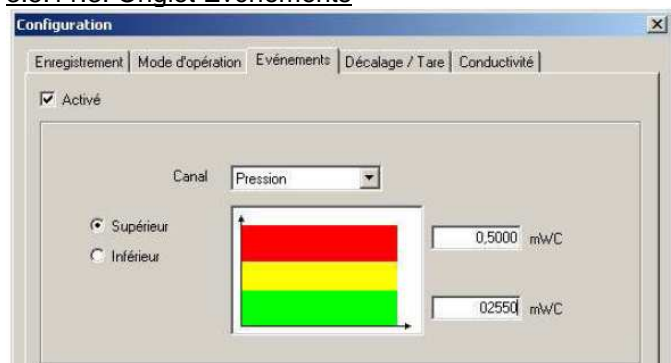 Configuration
Enregistrement Mode d'opération Evénements Décalage / Tare Conductivité
Activé
Canal Pression
Supérieur
0,5000 mWC
Inférieur
02550 mWC